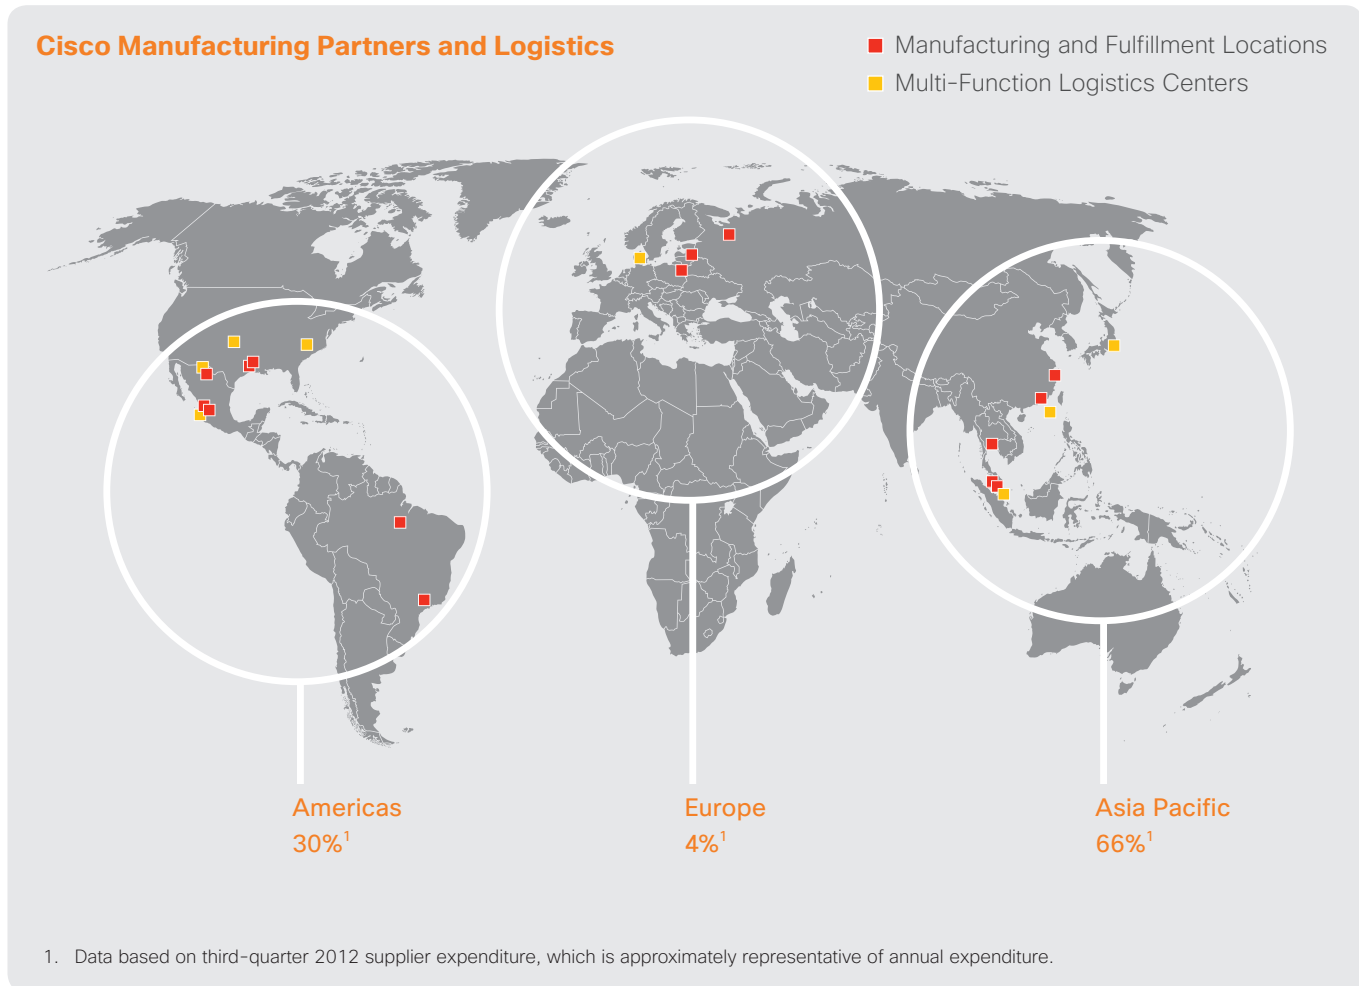 Cisco Manufacturing Partners and Logistics
Manufacturing and Fulfillment Locations
Multi-Function Logistics Centers
Americas
30%1
Europe
4%1
Asia Pacific
66%1
1. Data based on third-quarter 2012 supplier expenditure, which is approximately representative of annual expenditure.